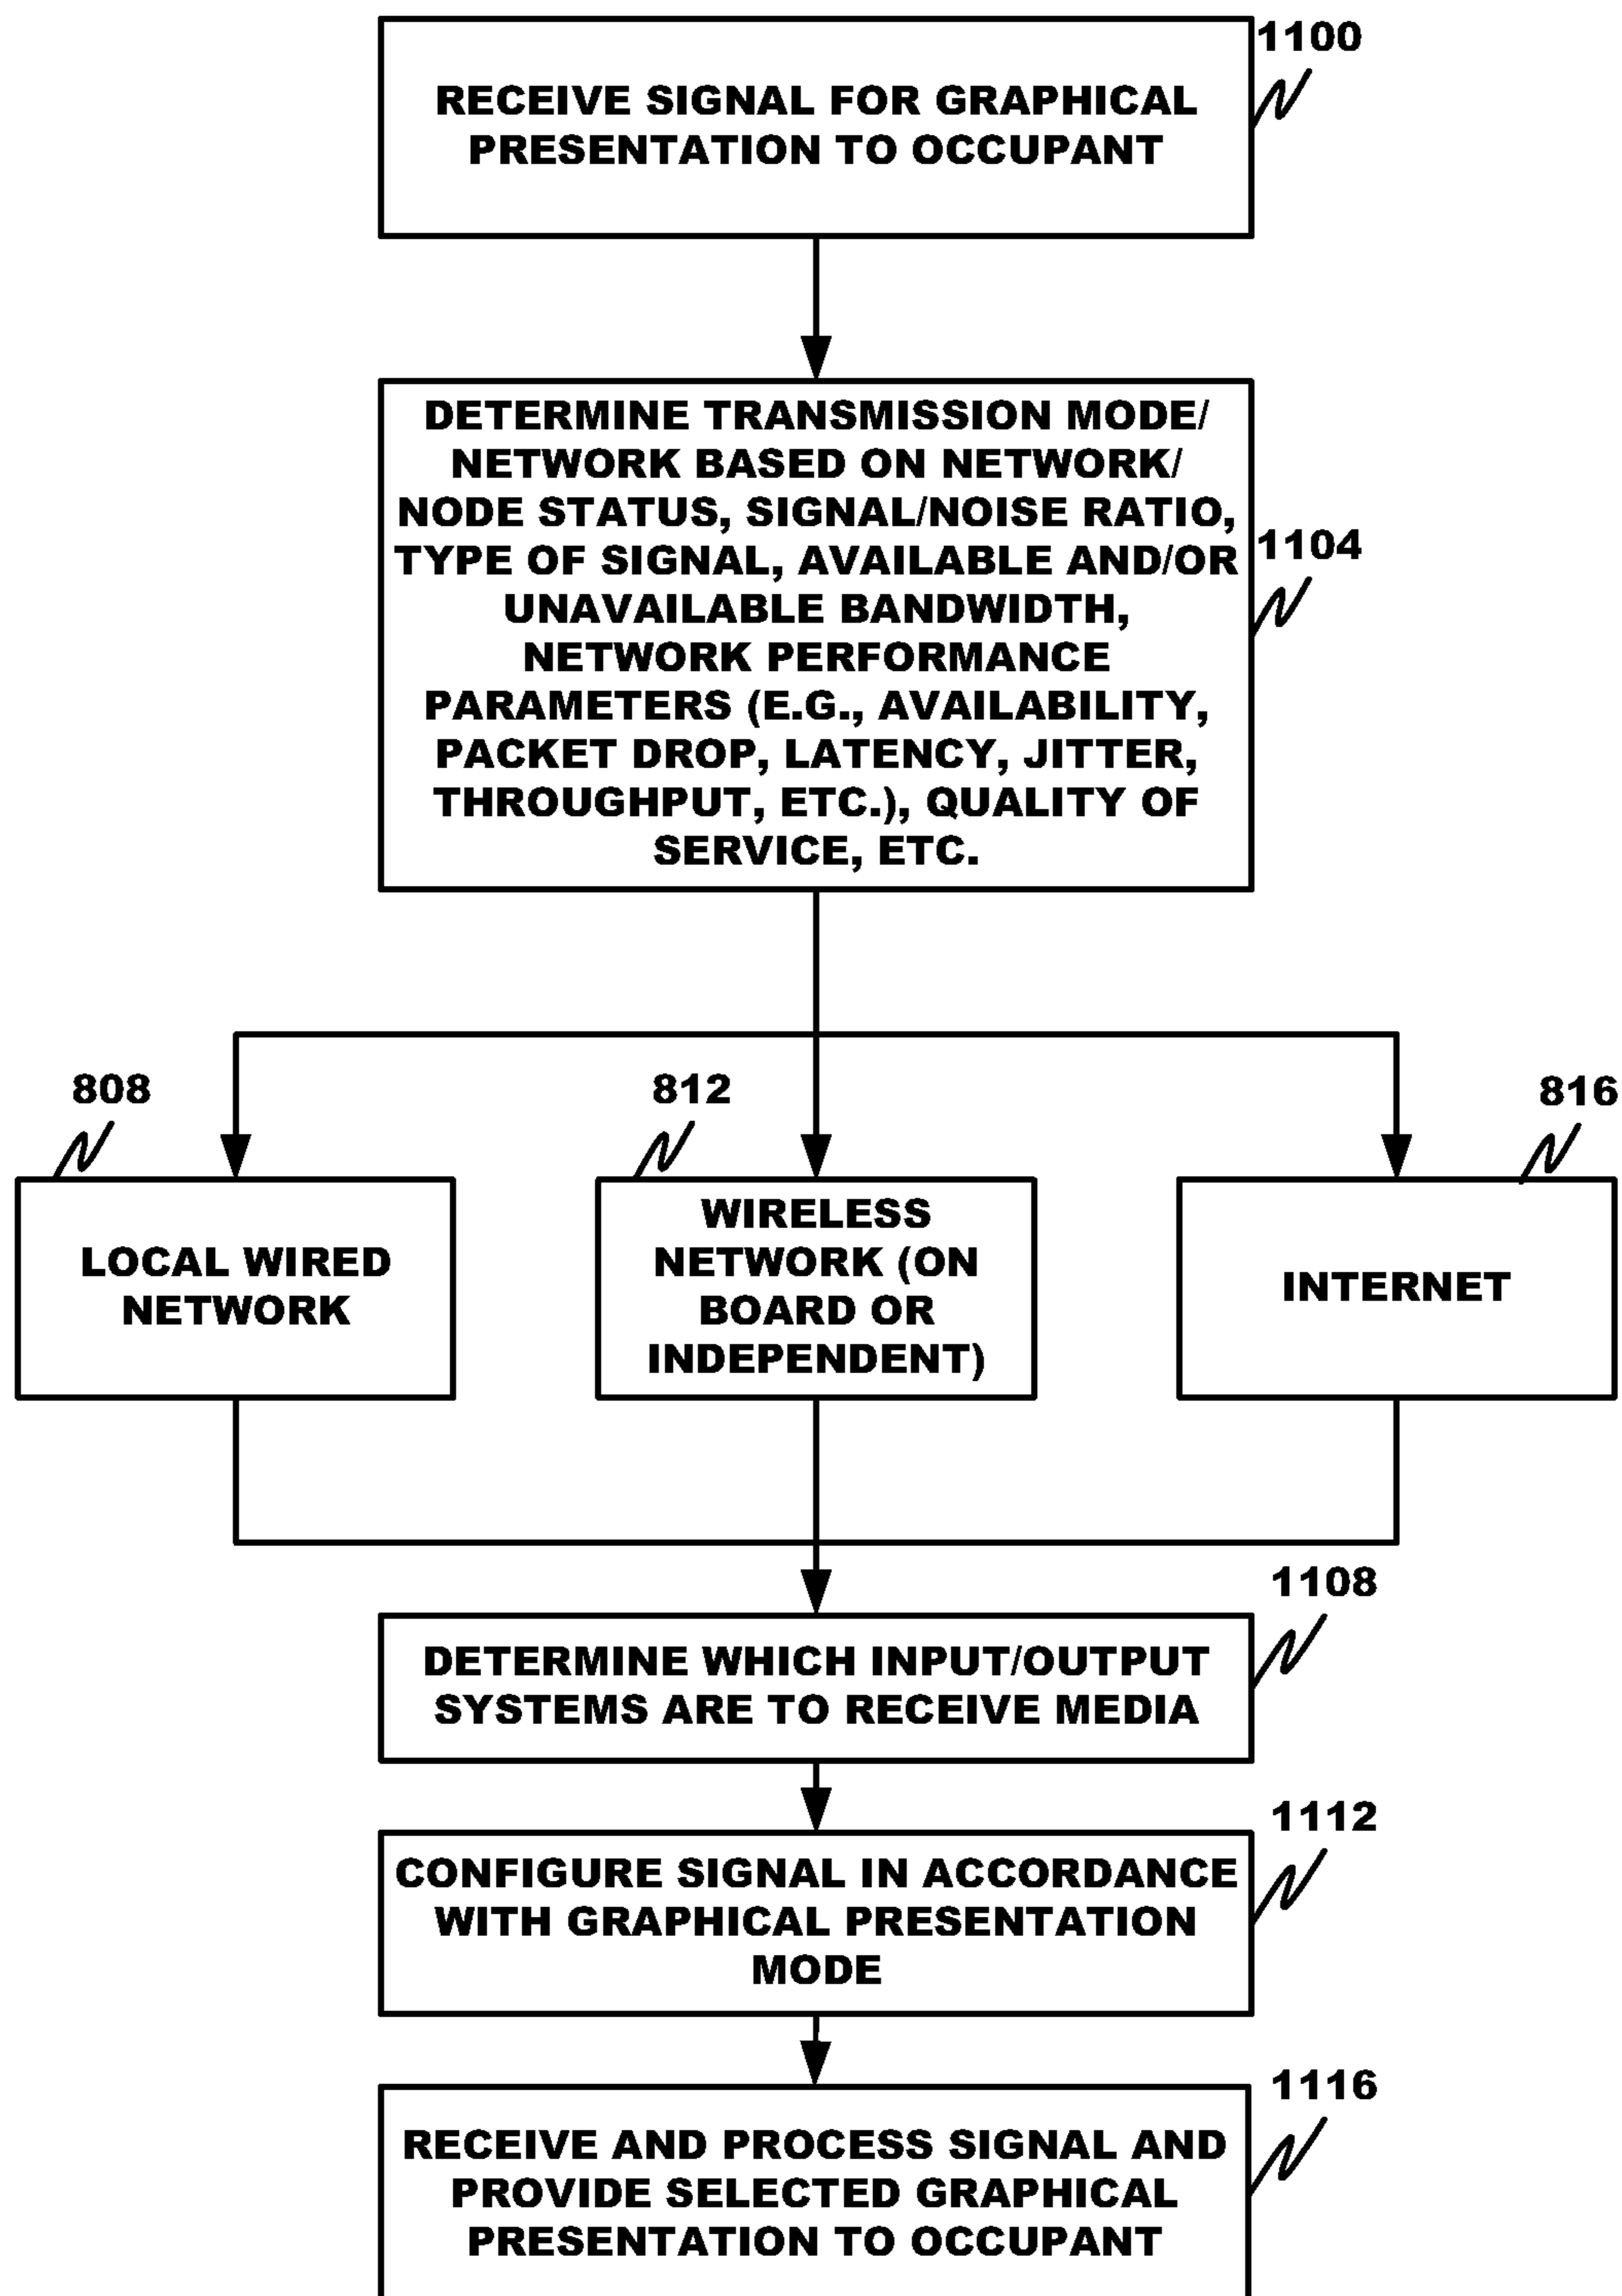 1100
RECEIVE SIGNAL FOR GRAPHICAL
PRESENTATION TO OCCUPANT
DETERMINE TRANSMISSION MODE/
NETWORK BASED ON NETWORK/
NODE STATUS, SIGNAL/NOISE RATIO,
TYPE OF SIGNAL, AVAILABLE AND/OR
UNAVAILABLE BANDWIDTH,
NETWORK PERFORMANCE
PARAMETERS (E.G., AVAILABILITY,
PACKET DROP, LATENCY, JITTER,
THROUGHPUT, ETC.), QUALITY OF
SERVICE, ETC.
1104
808
LOCAL WIRED
NETWORK
812
WIRELESS
NETWORK (ON
BOARD OR
INDEPENDENT)
816
INTERNET
1108
DETERMINE WHICH INPUT/OUTPUT
SYSTEMS ARE TO RECEIVE MEDIA
1112
CONFIGURE SIGNAL IN ACCORDANCE
WITH GRAPHICAL PRESENTATION
MODE
1116
RECEIVE AND PROCESS SIGNAL AND
PROVIDE SELECTED GRAPHICAL
PRESENTATION TO OCCUPANT